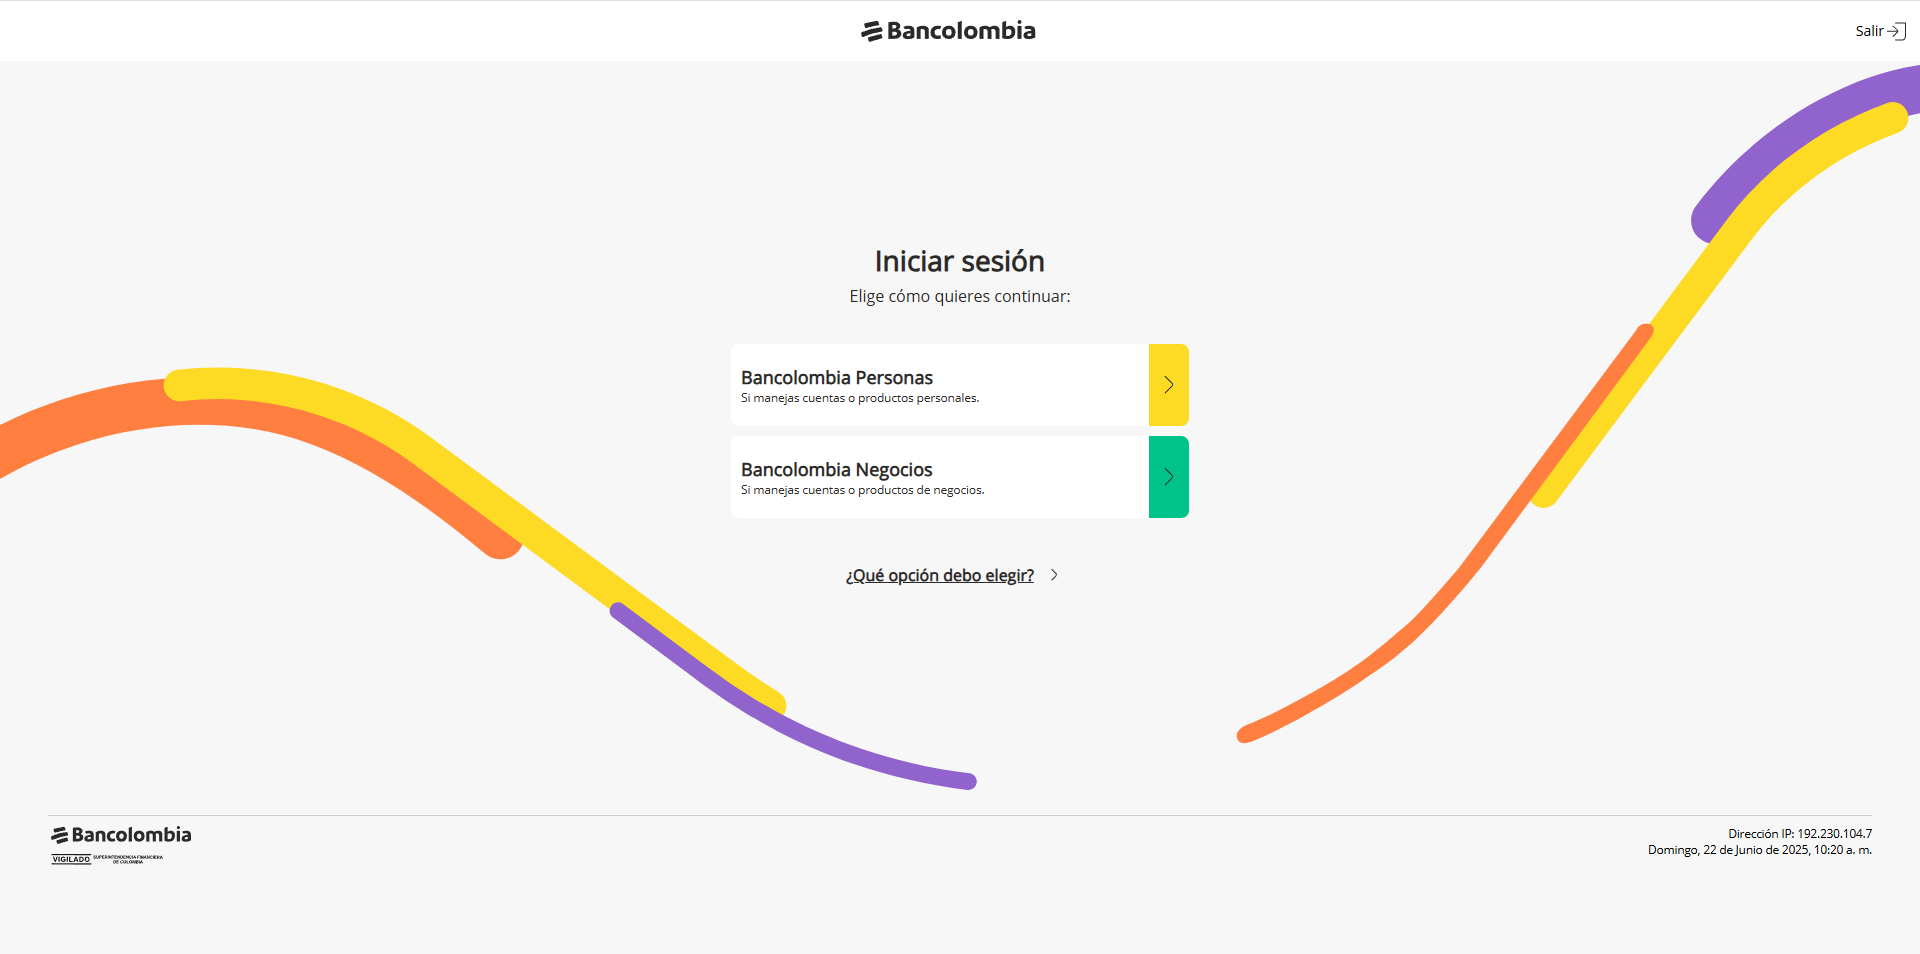 Bancolombia
Salir
Iniciar sesión
Elige cómo quieres continuar:
Bancolombia Personas
Si manejas cuentas o productos personales.
Bancolombia Negocios
Si manejas cuentas o productos de negocios.
¿Qué opción debo elegir?
Bancolombia
VIGILADO SUPERINTENDENCIA FINANCIERA
DE COLOMBIA
Dirección IP: 192.230.104.7
Domingo, 22 de Junio de 2025, 10:20 a. m.